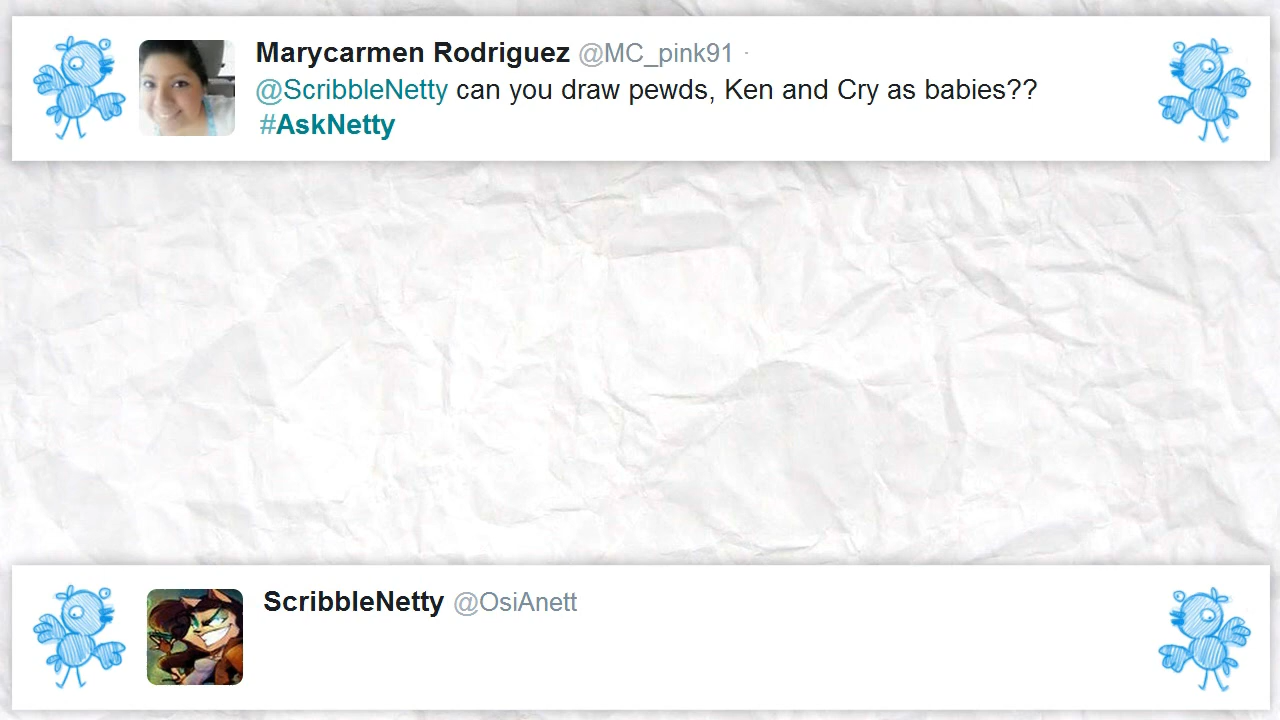 Marycarmen Rodriguez @MC_pink91 ·
@ScribbleNetty can you draw pewds, Ken and Cry as babies??
#AskNetty
ScribbleNetty @OsiAnett